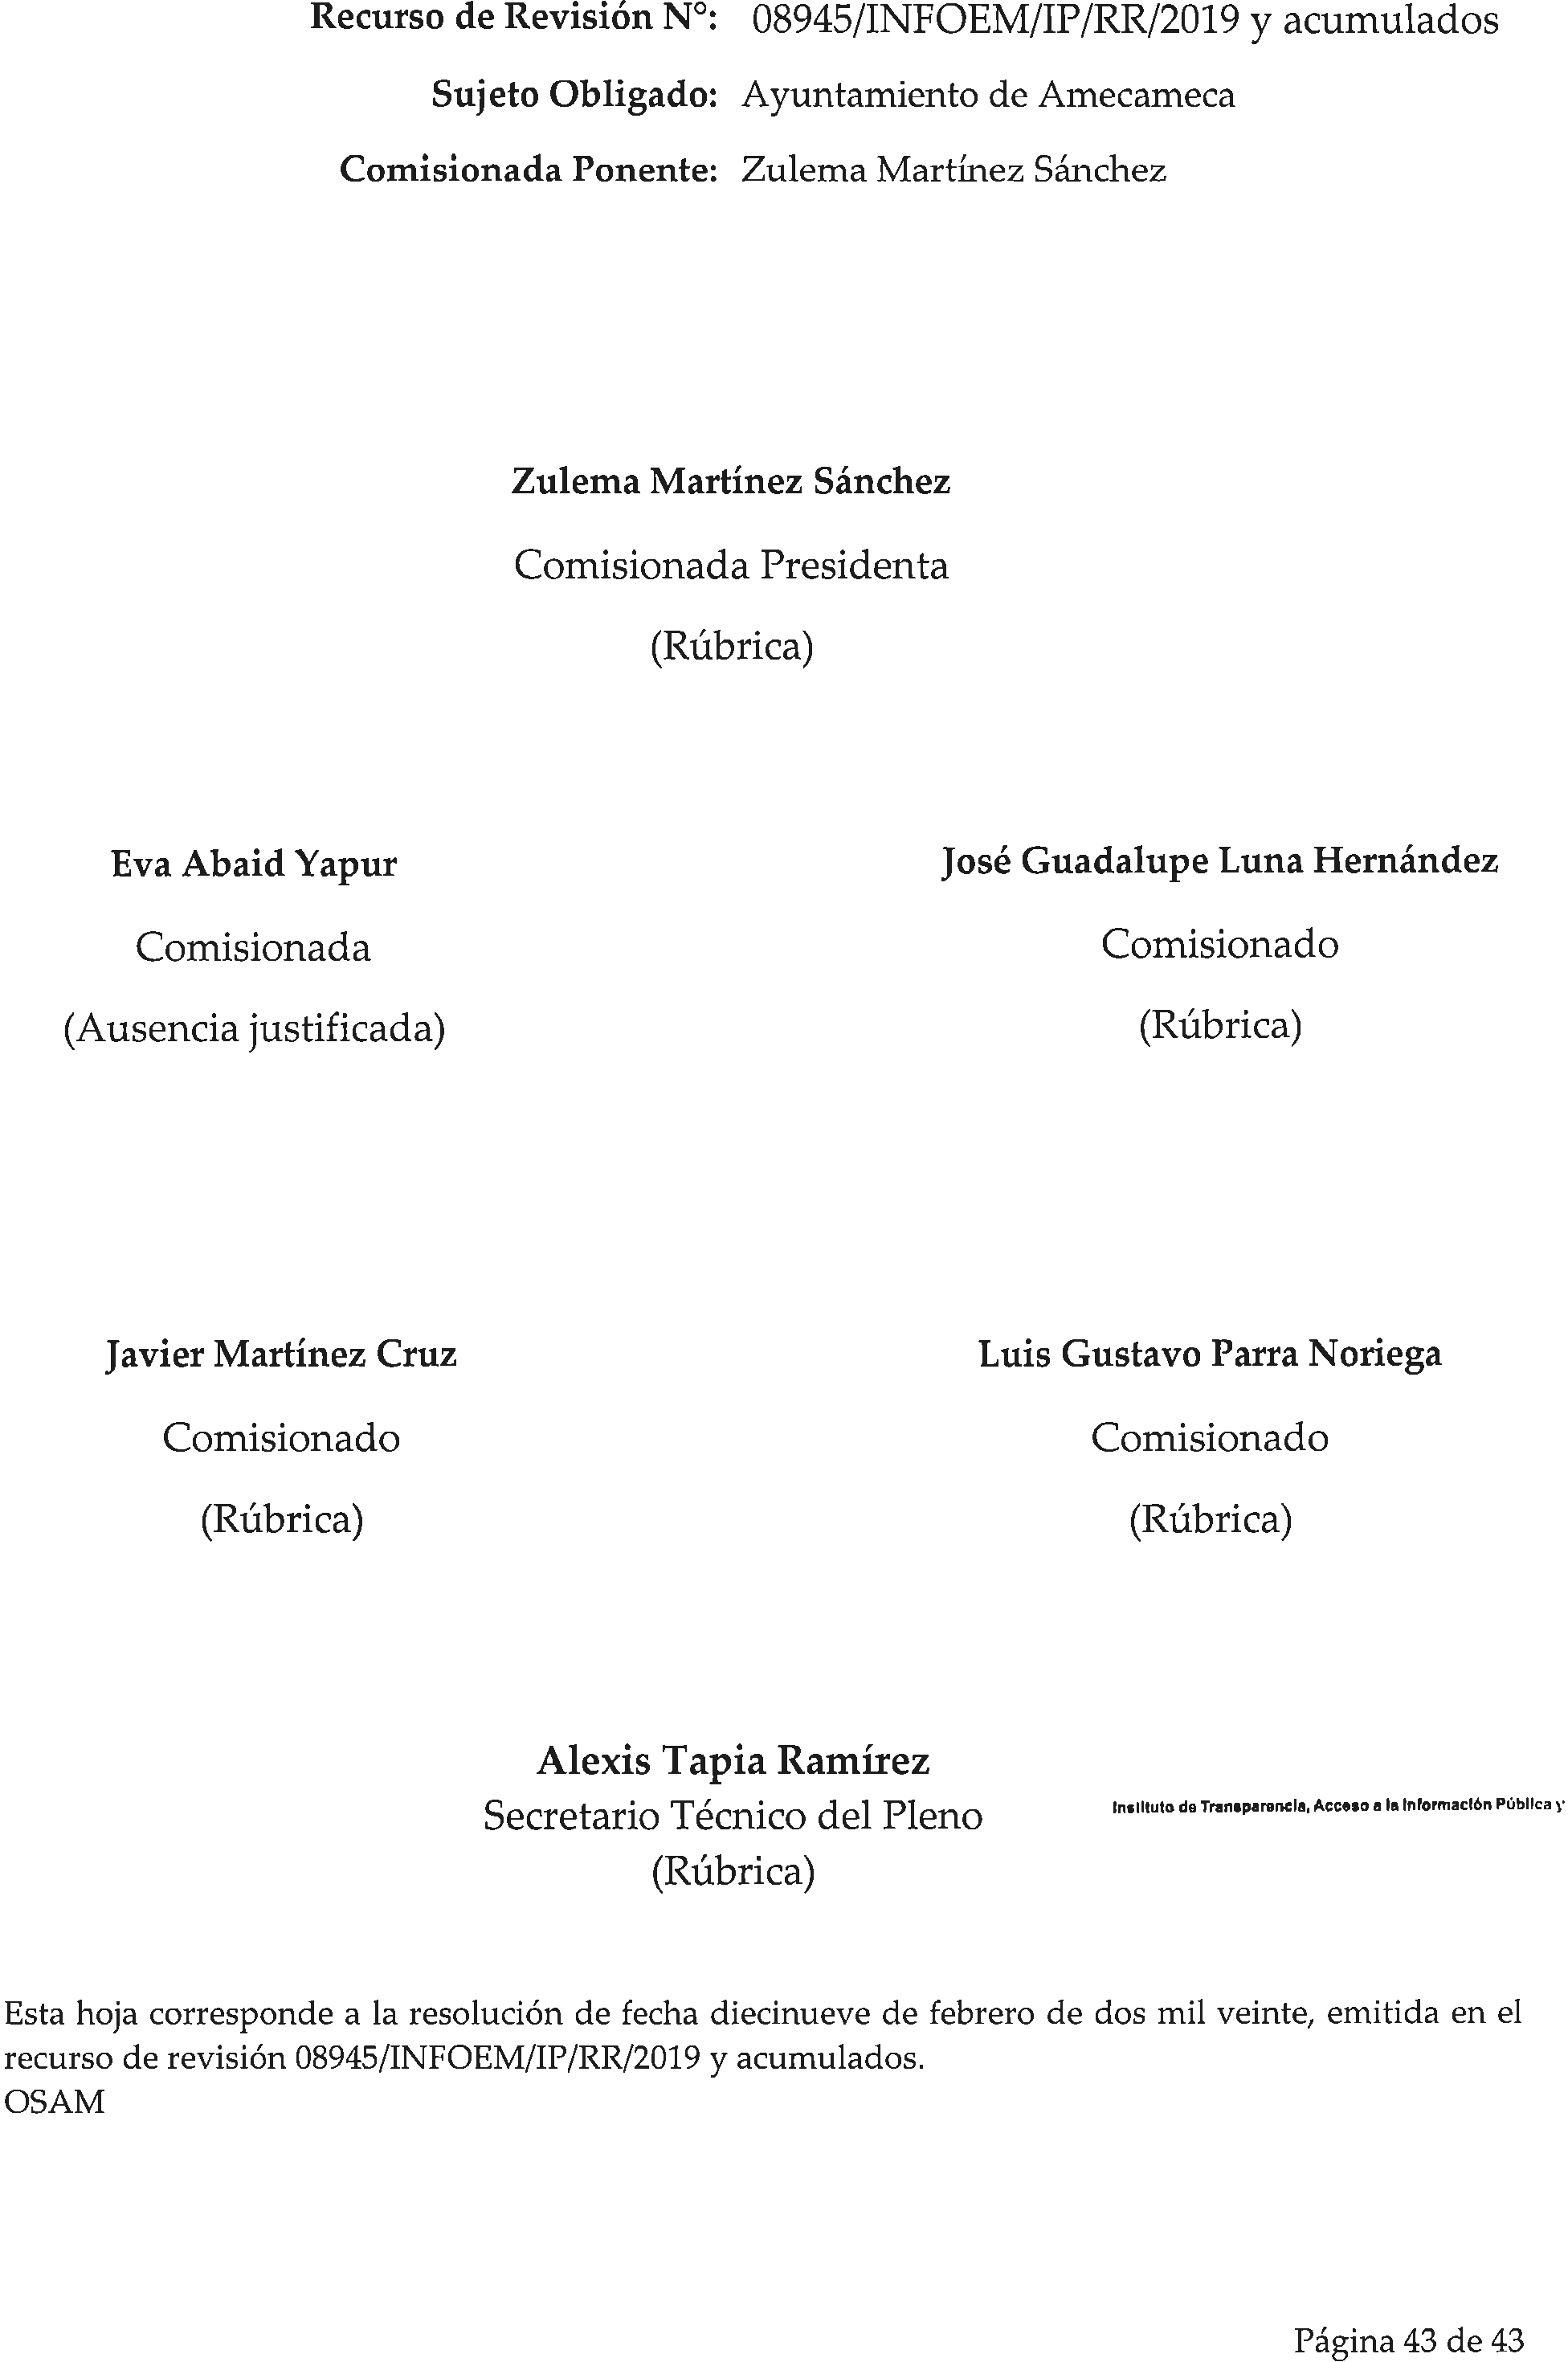 Recurso de Revisión N°: 08945/INFOEM/IP/RR/2019 y acumulados
Sujeto Obligado: Ayuntamiento de Amecameca
Comisionada Ponente: Zulema Martínez Sánchez
Zulema Martínez Sánchez
Comisionada Presidenta
(Rúbrica)
Eva Abaid Yapur
Comisionada
(Ausencia justificada)
José Guadalupe Luna Hernández
Comisionado
(Rúbrica)
Javier Martínez Cruz
Comisionado
(Rúbrica)
Luis Gustavo Parra Noriega
Comisionado
(Rúbrica)
Alexis Tapia Ramírez
Secretario Técnico del Pleno
(Rúbrica)
Instituto de Transparencia, Acceso a la Información Pública y
Esta hoja corresponde a la resolución de fecha diecinueve de febrero de dos mil veinte, emitida en el
recurso de revisión 08945/INFOEM/IP/RR/2019 y acumulados.
OSAM
Página 43 de 43